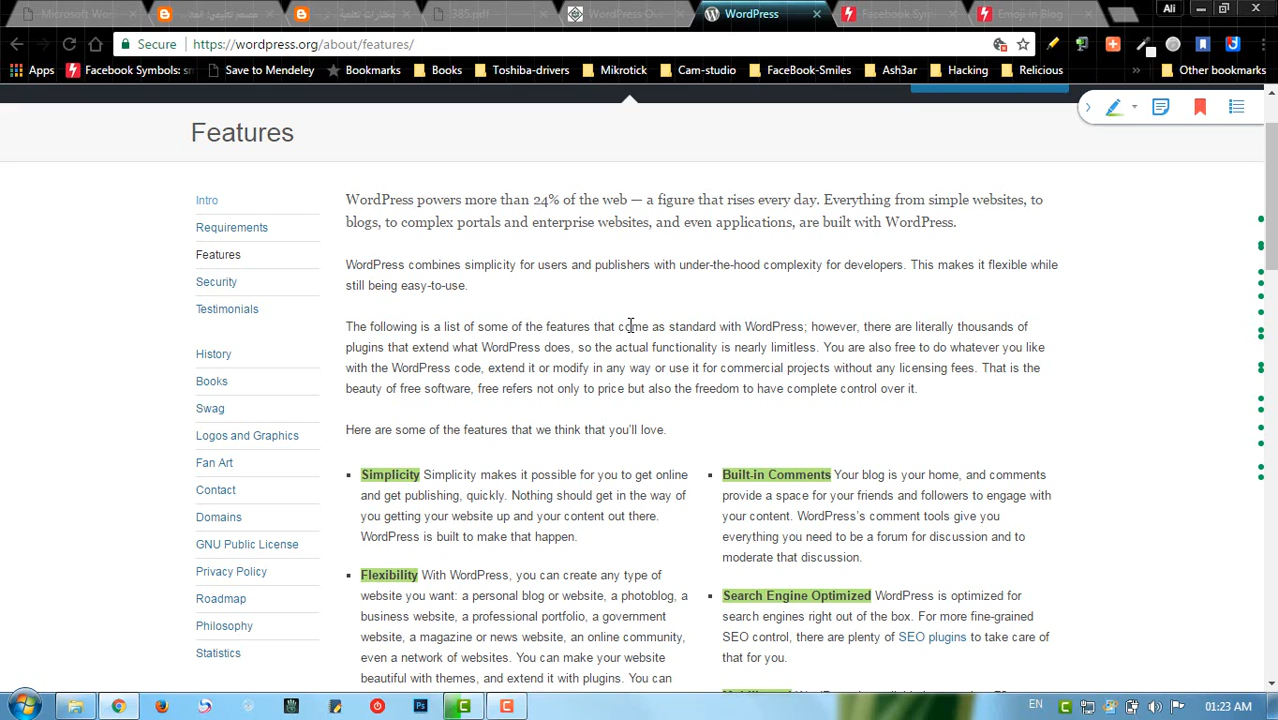 Microsoft Wor
385.pdf
WordPress Ov
WordPress
Facebook Sy
Emoji in Blog
Ali
Secure
https://wordpress.org/about/features/
Apps
Facebook Symbols: sn
Save to Mendeley
Bookmarks
Books
Toshiba-drivers
Mikrotick
Cam-studio
FaceBook-Smiles
Ash3ar
Hacking
Relicious
»
Other bookmarks
Features
Intro
Requirements
Features
Security
Testimonials
History
Books
Swag
Logos and Graphics
Fan Art
Contact
Domains
GNU Public License
Privacy Policy
Roadmap
Philosophy
Statistics
WordPress powers more than 24% of the web — a figure that rises every day. Everything from simple websites, to
blogs, to complex portals and enterprise websites, and even applications, are built with WordPress.
WordPress combines simplicity for users and publishers with under-the-hood complexity for developers. This makes it flexible while
still being easy-to-use.
The following is a list of some of the features that come as standard with WordPress; however, there are literally thousands of
plugins that extend what WordPress does, so the actual functionality is nearly limitless. You are also free to do whatever you like
with the WordPress code, extend it or modify in any way or use it for commercial projects without any licensing fees. That is the
beauty of free software, free refers not only to price but also the freedom to have complete control over it.
Here are some of the features that we think that you'll love.
Simplicity Simplicity makes it possible for you to get online
and get publishing, quickly. Nothing should get in the way of
you getting your website up and your content out there.
WordPress is built to make that happen.
Flexibility With WordPress, you can create any type of
website you want: a personal blog or website, a photoblog, a
business website, a professional portfolio, a government
website, a magazine or news website, an online community,
even a network of websites. You can make your website
beautiful with themes, and extend it with plugins. You can
Built-in Comments Your blog is your home, and comments
provide a space for your friends and followers to engage with
your content. WordPress's comment tools give you
everything you need to be a forum for discussion and to
moderate that discussion.
Search Engine Optimized WordPress is optimized for
search engines right out of the box. For more fine-grained
SEO control, there are plenty of SEO plugins to take care of
that for you.
Ps
EN
01:23 AM